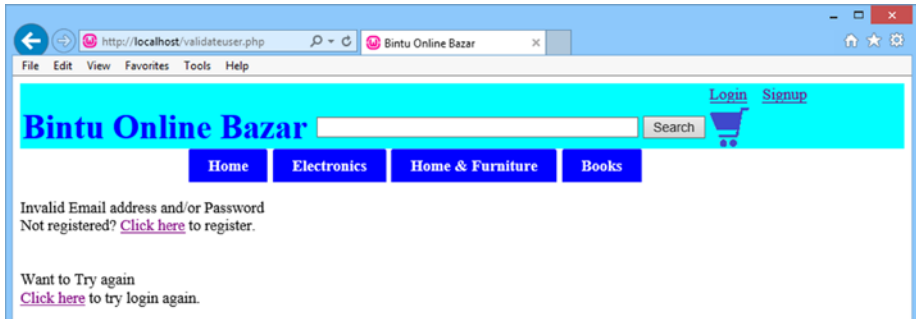 http://localhost/validateuser.php
Bintu Online Bazar
File Edit View Favorites Tools Help
Login Signup
Bintu Online Bazar Search
Home Electronics Home & Furniture Books
Invalid Email address and/or Password
Not registered? Click here to register.
Want to Try again
Click here to try login again.